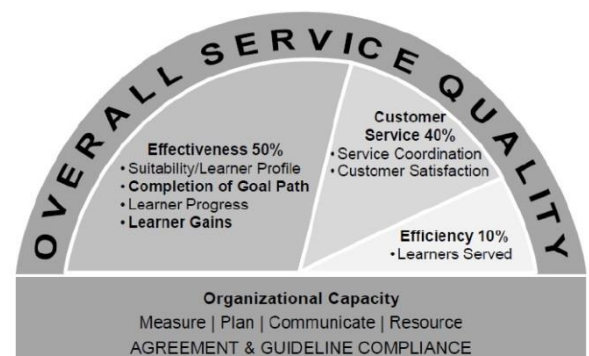 OVERALL SERVICE QUALITY
Effectiveness 50%
• Suitability/Learner Profile
• Completion of Goal Path
• Learner Progress
• Learner Gains
Customer
Service 40%
• Service Coordination
• Customer Satisfaction
Efficiency 10%
• Learners Served
Organizational Capacity
Measure | Plan | Communicate | Resource
AGREEMENT & GUIDELINE COMPLIANCE